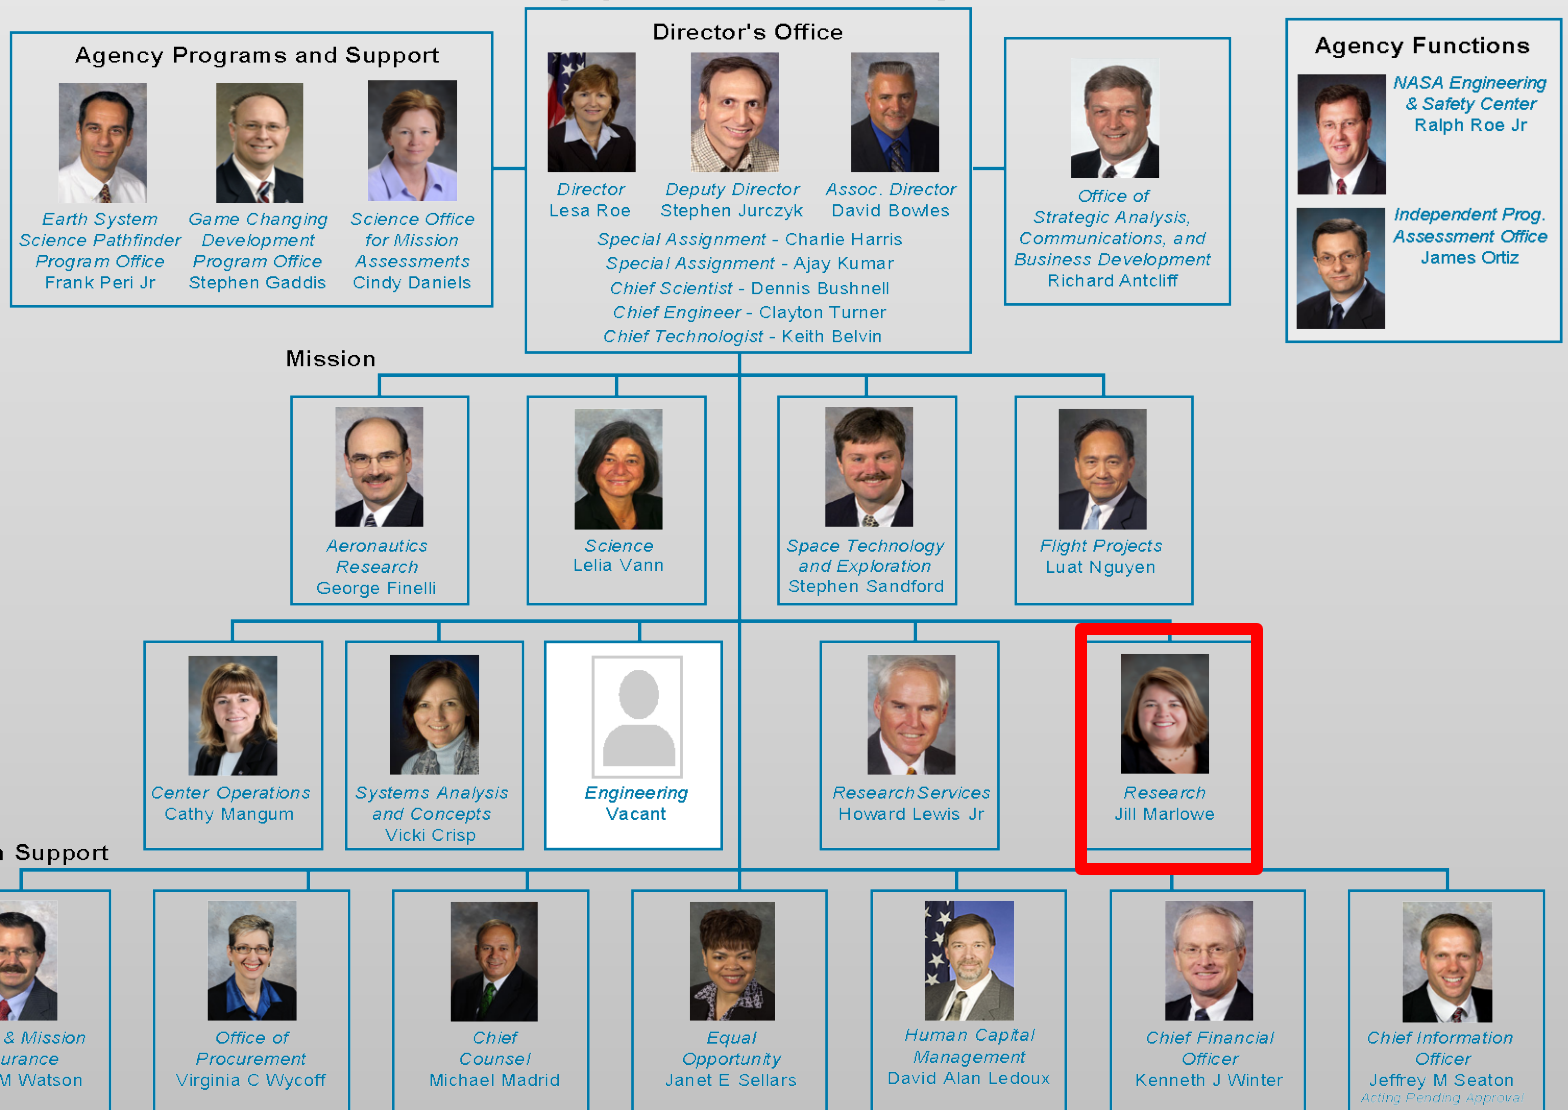 Agency Programs and Support
Earth System
Science Pathfinder
Program Office
Frank Peri Jr
Game Changing
Development
Program Office
Stephen Gaddis
Science Office
for Mission
Assessments
Cindy Daniels
Director's Office
Director
Lesa Roe
Deputy Director
Stephen Jurczyk
Assoc. Director
David Bowles
Special Assignment - Charlie Harris
Special Assignment - Ajay Kumar
Chief Scientist - Dennis Bushnell
Chief Engineer - Clayton Turner
Chief Technologist - Keith Belvin
Office of
Strategic Analysis,
Communications, and
Business Development
Richard Antcliff
Agency Functions
NASA Engineering
& Safety Center
Ralph Roe Jr
Independent Prog.
Assessment Office
James Ortiz
Mission
Aeronautics
Research
George Finelli
Science
Lelia Vann
Space Technology
and Exploration
Stephen Sandford
Flight Projects
Luat Nguyen
Center Operations
Cathy Mangum
Systems Analysis
and Concepts
Vicki Crisp
Engineering
Vacant
Research Services
Howard Lewis Jr
Research
Jill Marlowe
Support
& Mission
urance
M Watson
Office of
Procurement
Virginia C Wycoff
Chief
Counsel
Michael Madrid
Equal
Opportunity
Janet E Sellars
Human Capital
Management
David Alan Ledoux
Chief Financial
Officer
Kenneth J Winter
Chief Information
Officer
Jeffrey M Seaton
Acting Pending Approval